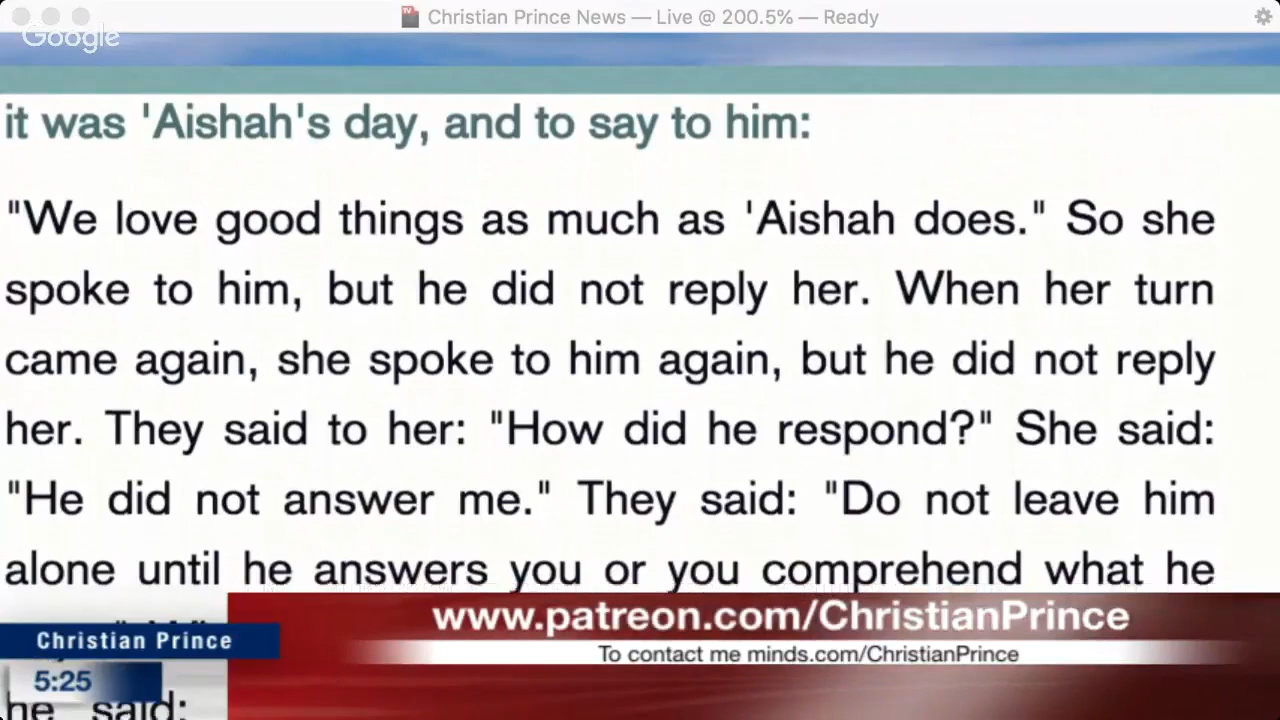 Christian Prince News — Live @ 200.5% — Ready
Google
it was 'Aishah's day, and to say to him:
"We love good things as much as 'Aishah does." So she
spoke to him, but he did not reply her. When her turn
came again, she spoke to him again, but he did not reply
her. They said to her: "How did he respond?" She said:
"He did not answer me." They said: "Do not leave him
alone until he answers you or you comprehend what he
www.patreon.com/ChristianPrince
Christian Prince
To contact me minds.com/ChristianPrince
5:25
he said: